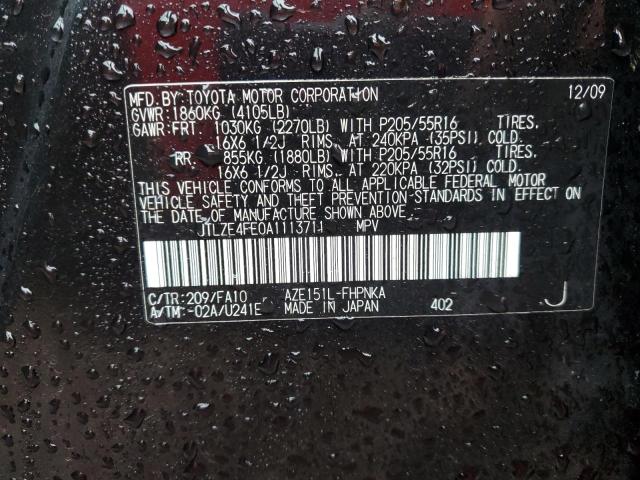 MFD.BY:TOYOTA MOTOR CORPORATION 12/09
GVWR:1860KG (4105LB)
GAWR:FRT. 1030KG (2270LB) WITH P205/55R16 TIRES,
16X6 1/2J RIMS, AT 240KPA (35PSI) COLD.
RR. 855KG (1880LB) WITH P205/55R16 TIRES,
16X6 1/2J RIMS, AT 220KPA (32PSI) COLD.
THIS VEHICLE CONFORMS TO ALL APPLICABLE FEDERAL MOTOR
VEHICLE SAFETY AND THEFT PREVENTION-STANDARDS IN EFFECT ON
THE DATE OF MANUFACTURE SHOWN ABOVE.
JTLZE4FE0A1113711 MPV
C/TR:209/FA10 AZE151L-FHPNKA
A/TM:-02A/U241E MADE IN JAPAN 402 J